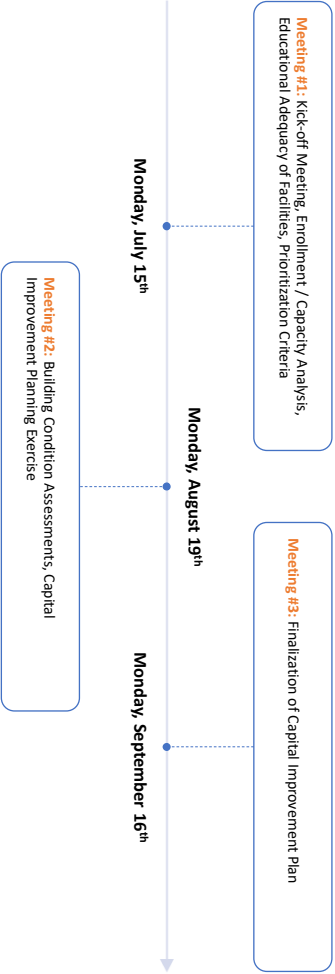 Meeting #1: Kick-off Meeting, Enrollment / Capacity Analysis,
Educational Adequacy of Facilities, Prioritization Criteria
Monday, July 15th
Meeting #2: Building Condition Assessments, Capital
Improvement Planning Exercise
Monday, August 19th
Meeting #3: Finalization of Capital Improvement Plan
Monday, September 16th